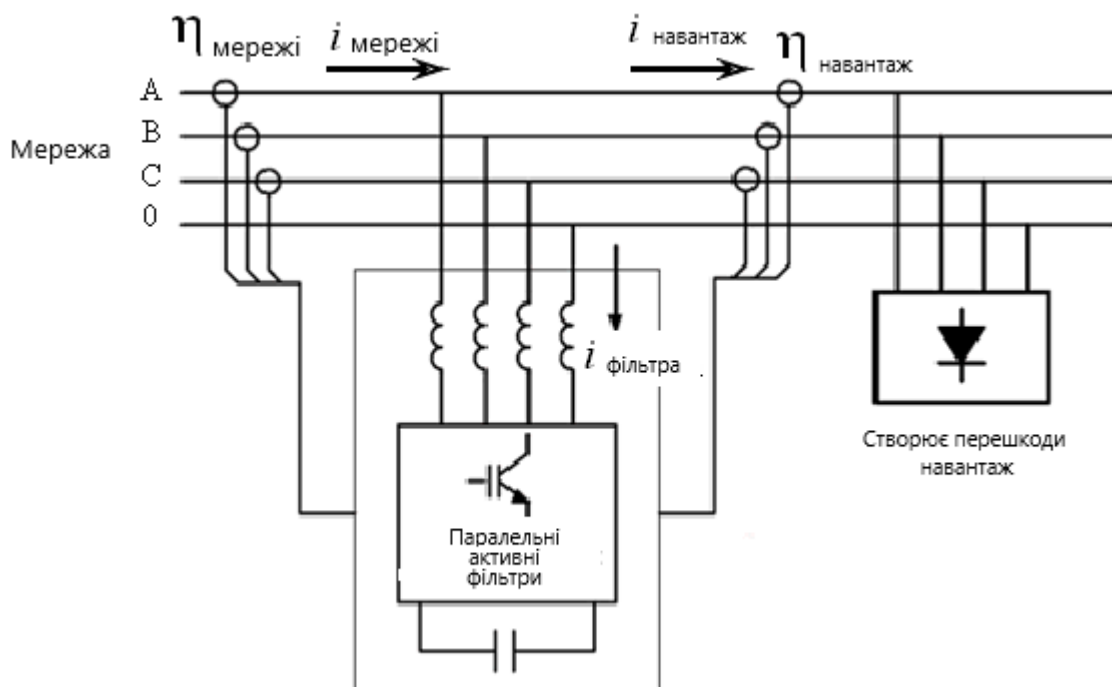 η мережі
i мережі
i навантаж
η навантаж
A
B
Мережа
C
0
i фільтра
Створює перешкоди
навантаж
Паралельні
активні
фільтри